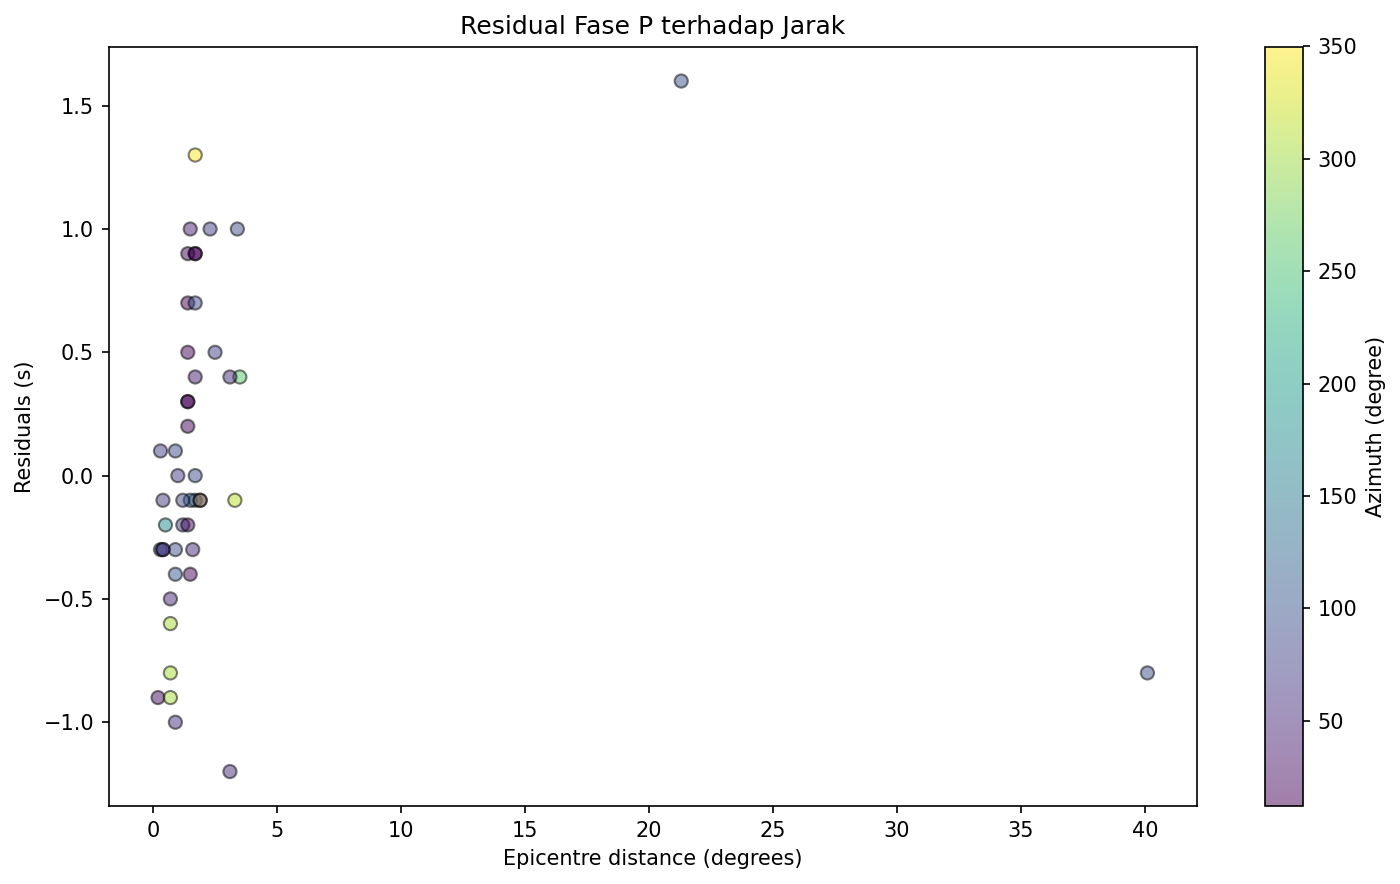 Residual Fase P terhadap Jarak
1.5
1.0
0.5
0.0
−0.5
−1.0
Residuals (s)
0 5 10 15 20 25 30 35 40
Epicentre distance (degrees)
350
300
250
200
150
100
50
Azimuth (degree)